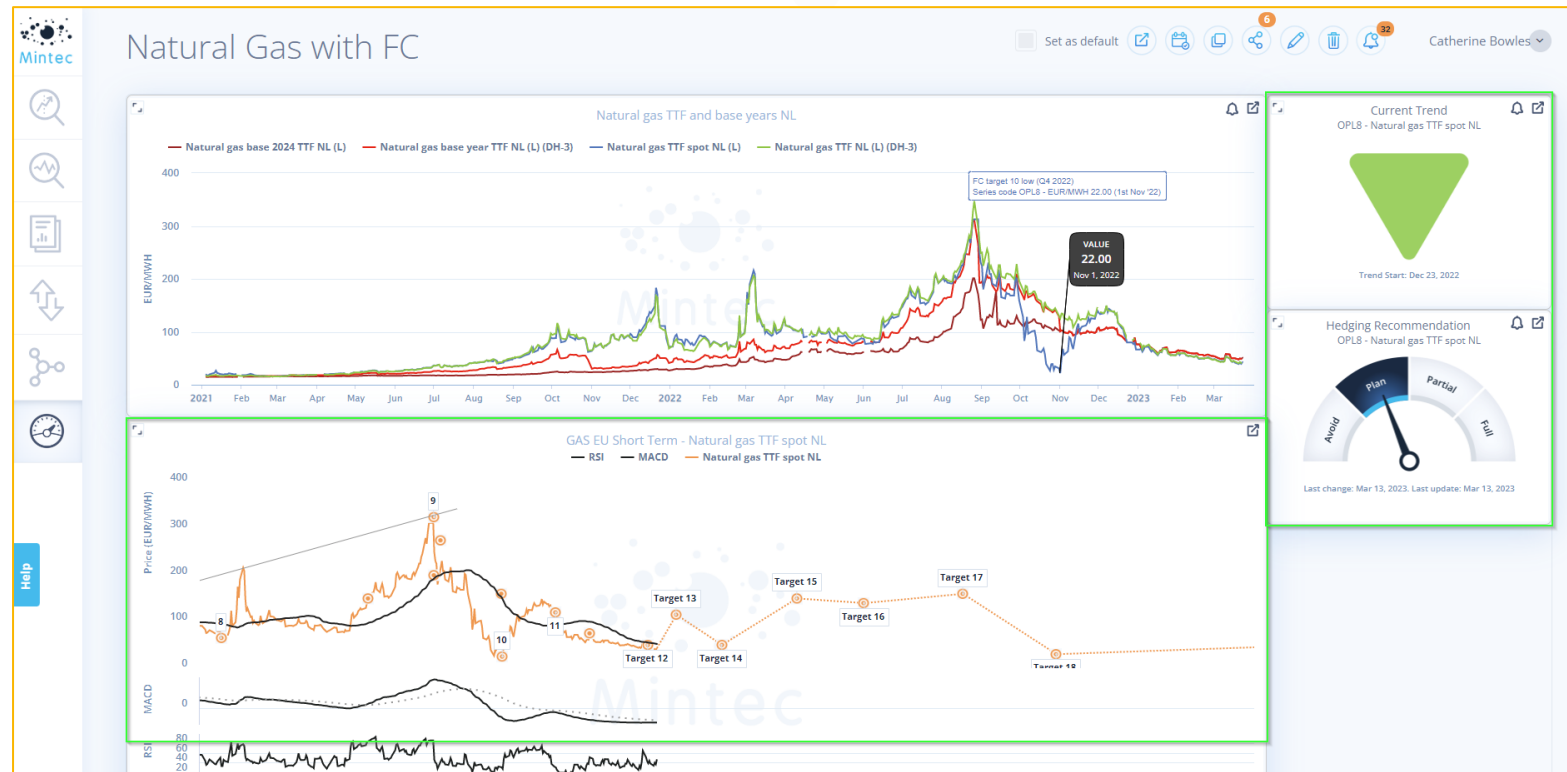 Mintec
Natural Gas with FC
Set as default
6
32
Catherine Bowles
Natural gas TTF and base years NL
Natural gas base 2024 TTF NL (L)
Natural gas base year TTF NL (L) (DH-3)
Natural gas TTF spot NL (L)
Natural gas TTF NL (L) (DH-3)
EUR/MWH
400
300
200
100
0
FC target 10 low (Q4 2022)
Series code OPL8 - EUR/MWH 22.00 (1st Nov '22)
VALUE
22.00
Nov 1, 2022
Mintec
2021 Feb Mar Apr May Jun Jul Aug Sep Oct Nov Dec 2022 Feb Mar Apr May Jun Jul Aug Sep Oct Nov Dec 2023 Feb Mar
Current Trend
OPL8 - Natural gas TTF spot NL
Trend Start: Dec 23, 2022
Hedging Recommendation
OPL8 - Natural gas TTF spot NL
Avoid
Plan
Partial
Full
Last change: Mar 13, 2023. Last update: Mar 13, 2023
GAS EU Short Term - Natural gas TTF spot NL
RSI
MACD
Natural gas TTF spot NL
Price (EUR/MWH)
400
300
200
100
0
8
9
10
11
Target 12
Target 13
Target 14
Target 15
Target 16
Target 17
Target 18
Mintec
MACD
0
RSI
80
60
40
20
Help